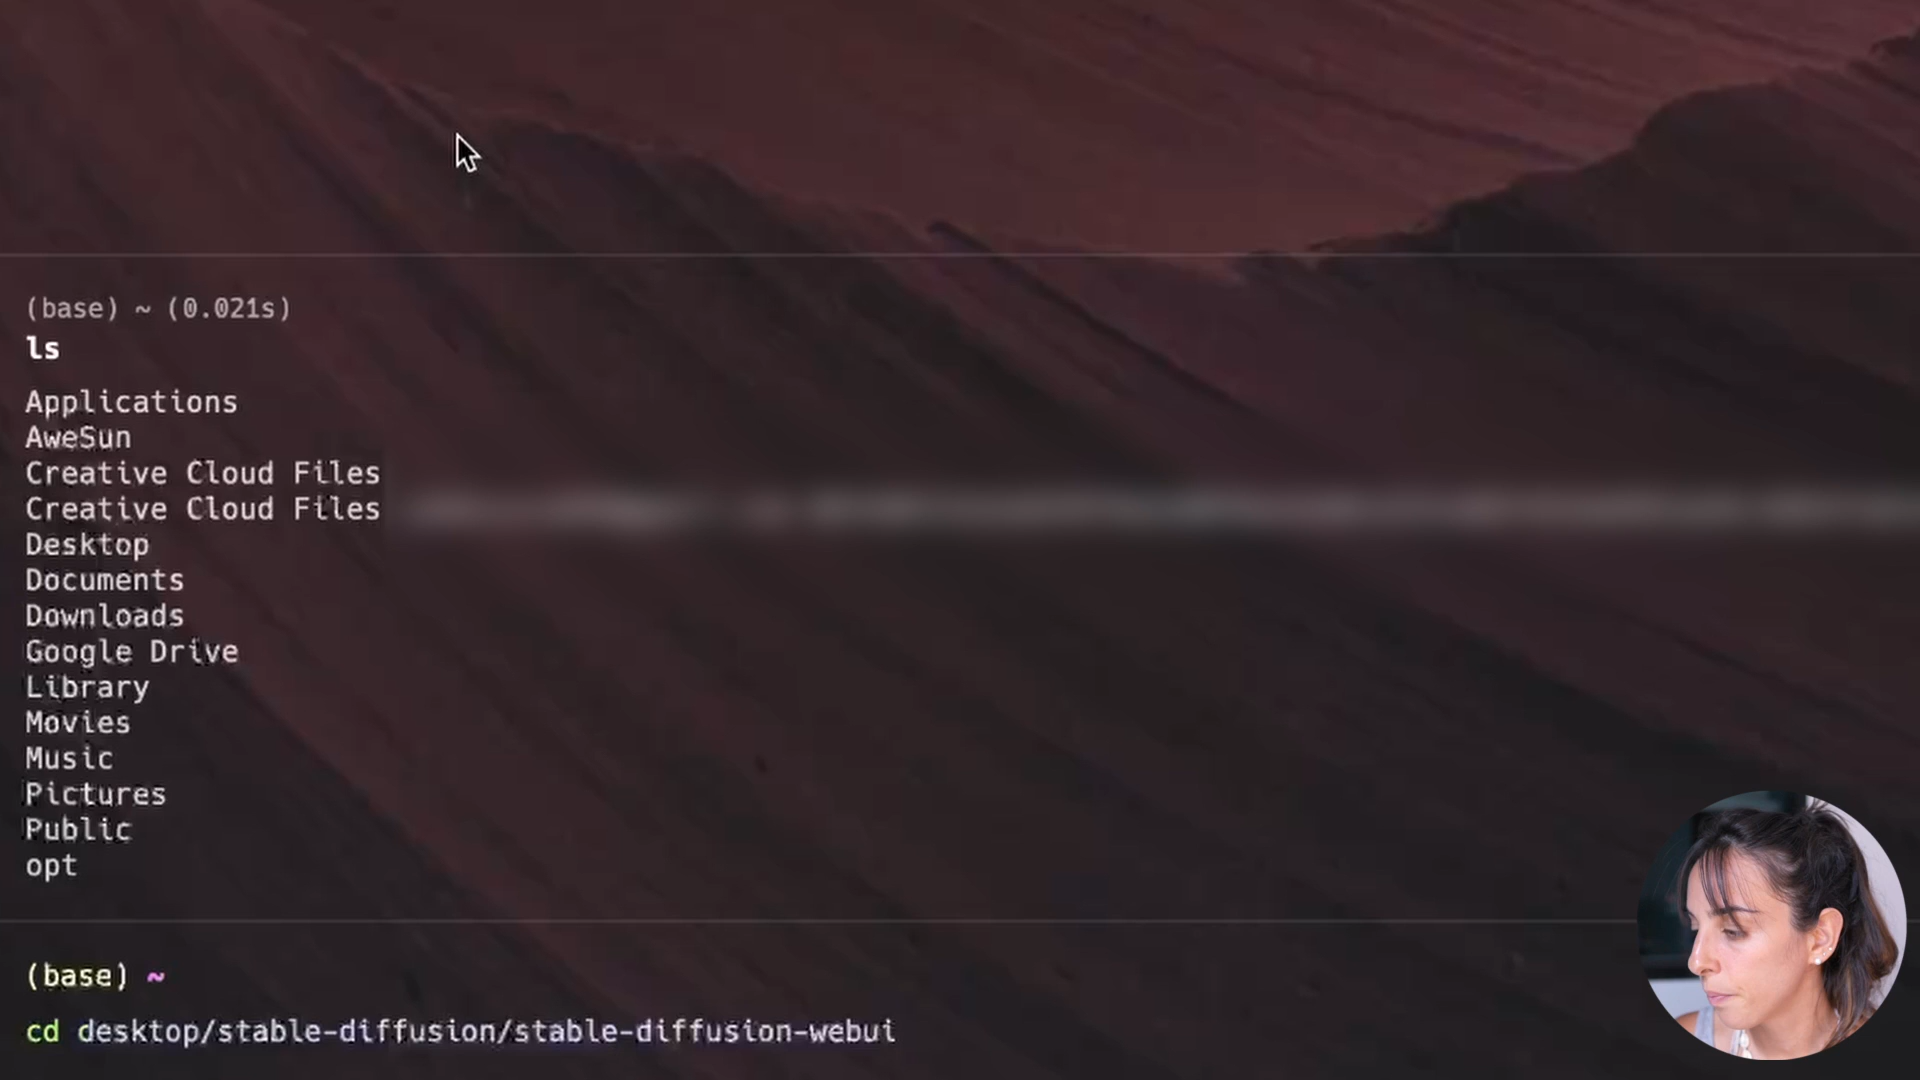 (base) ~ (0.021s)
ls
Applications
AweSun
Creative Cloud Files
Creative Cloud Files
Desktop
Documents
Downloads
Google Drive
Library
Movies
Music
Pictures
Public
opt
(base) ~
cd desktop/stable-diffusion/stable-diffusion-webui